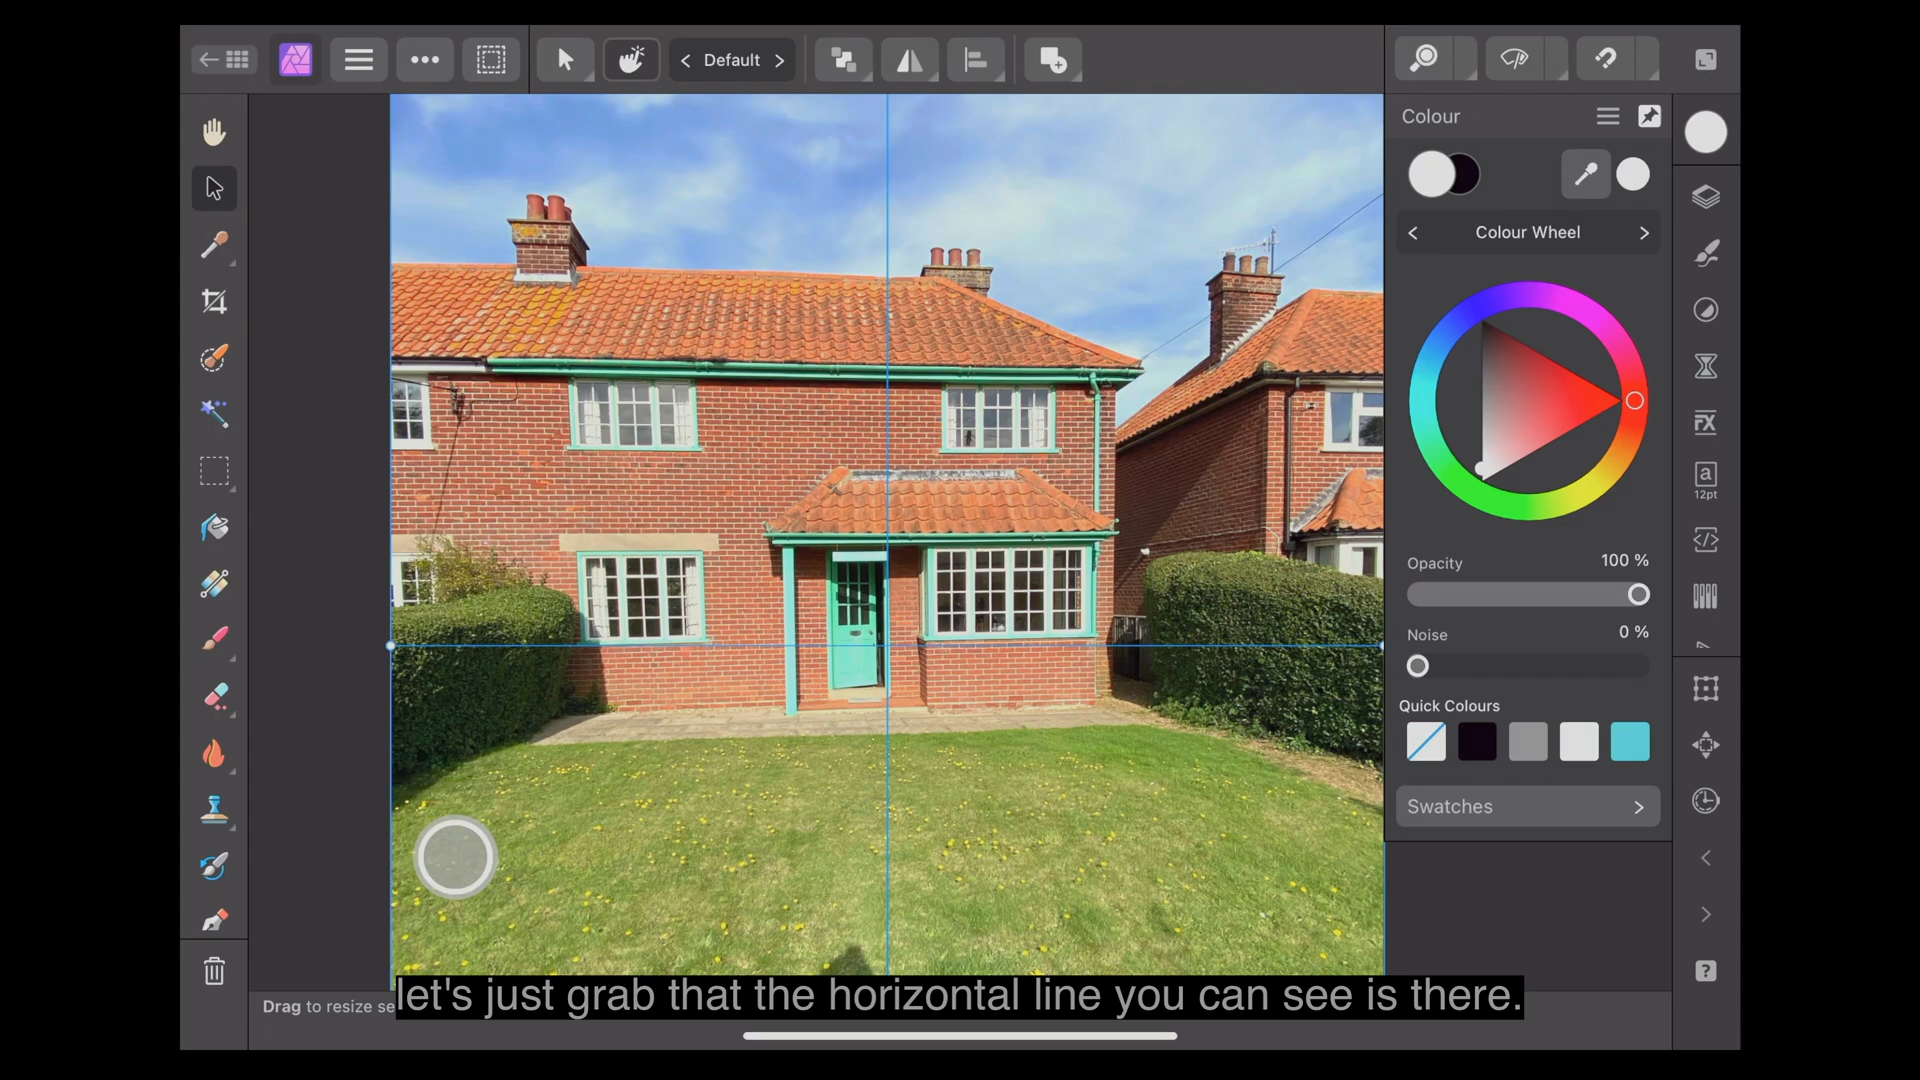 Default
Colour
Colour Wheel
FX
a
12pt
Opacity
100 %
Noise
0 %
Quick Colours
Swatches
?
Drag to resize se
let's just grab that the horizontal line you can see is there.